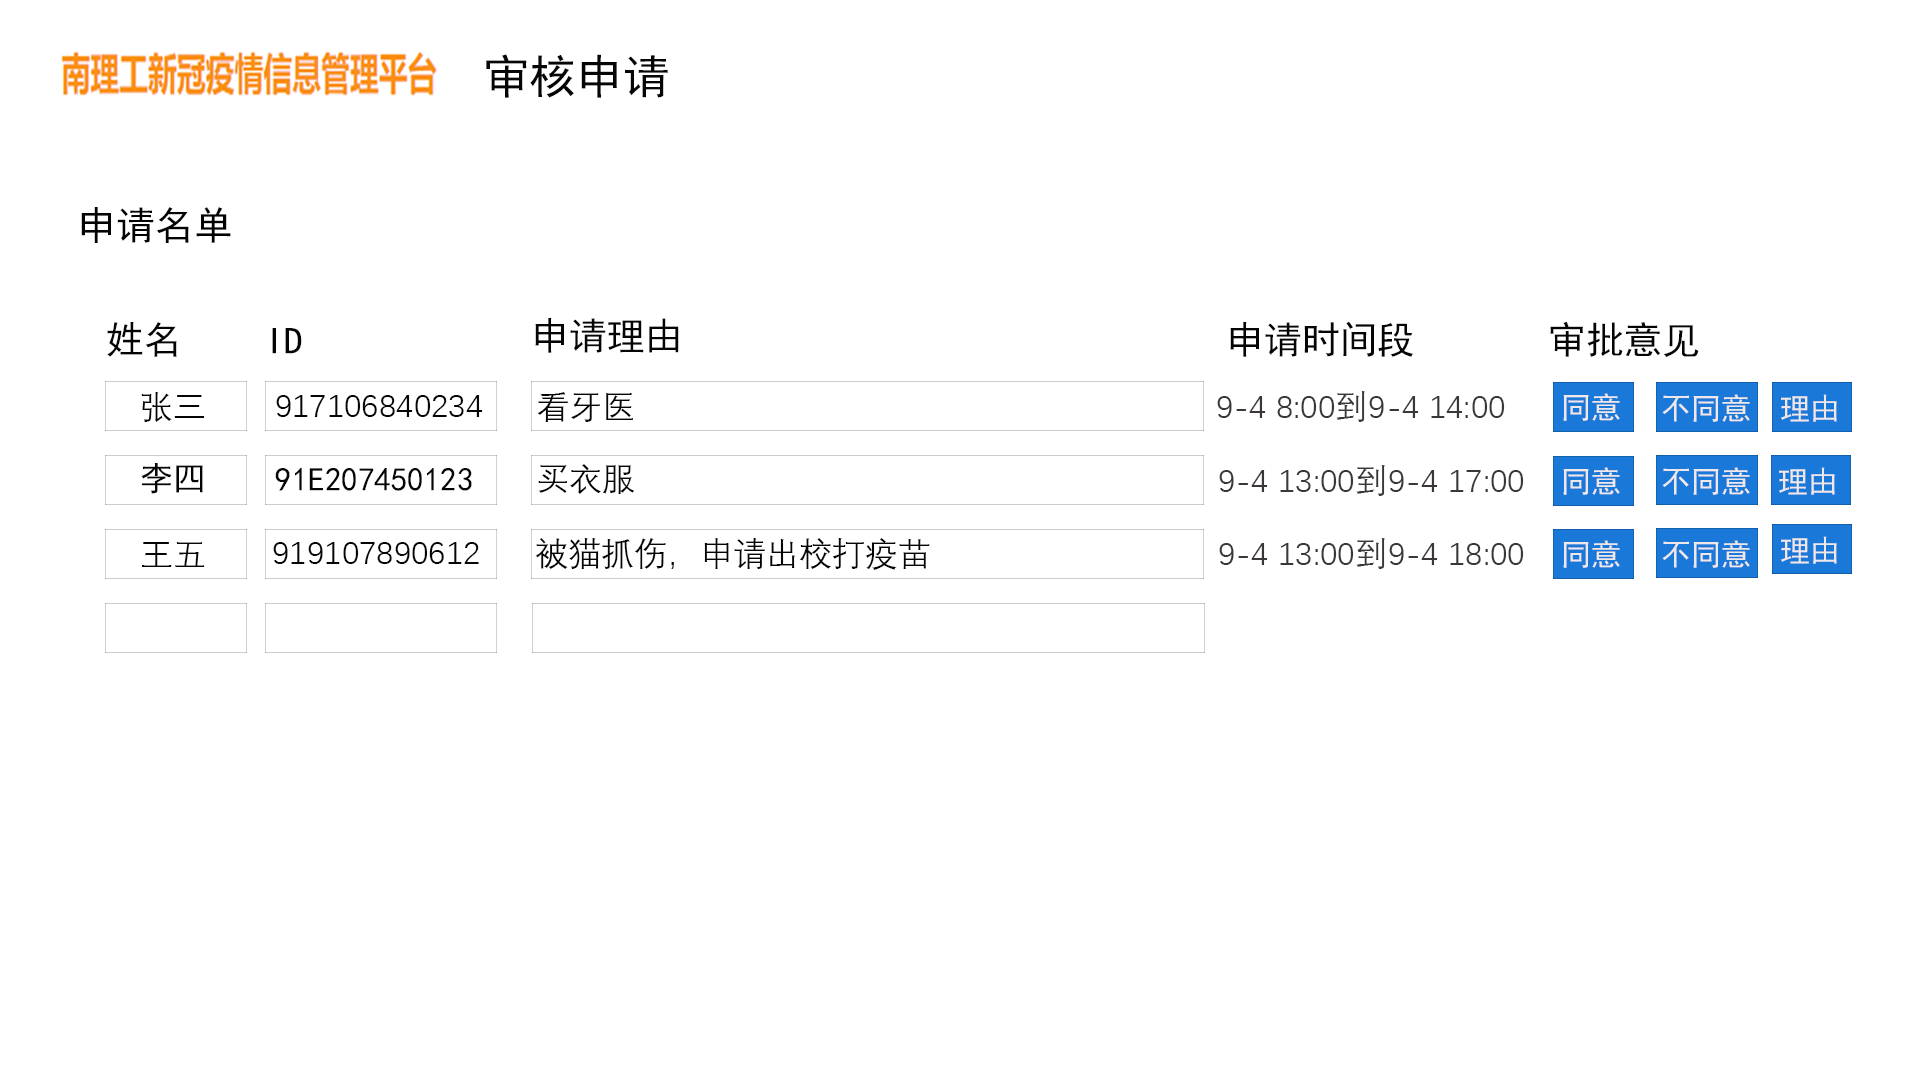 南理工新冠疫情信息管理平台 审核申请
申请名单
姓名 ID 申请理由 申请时间段 审批意见
张三 917106840234 看牙医 9-4 8:00到9-4 14:00 同意 不同意 理由
李四 91E207450123 买衣服 9-4 13:00到9-4 17:00 同意 不同意 理由
王五 919107890612 被猫抓伤，申请出校打疫苗 9-4 13:00到9-4 18:00 同意 不同意 理由